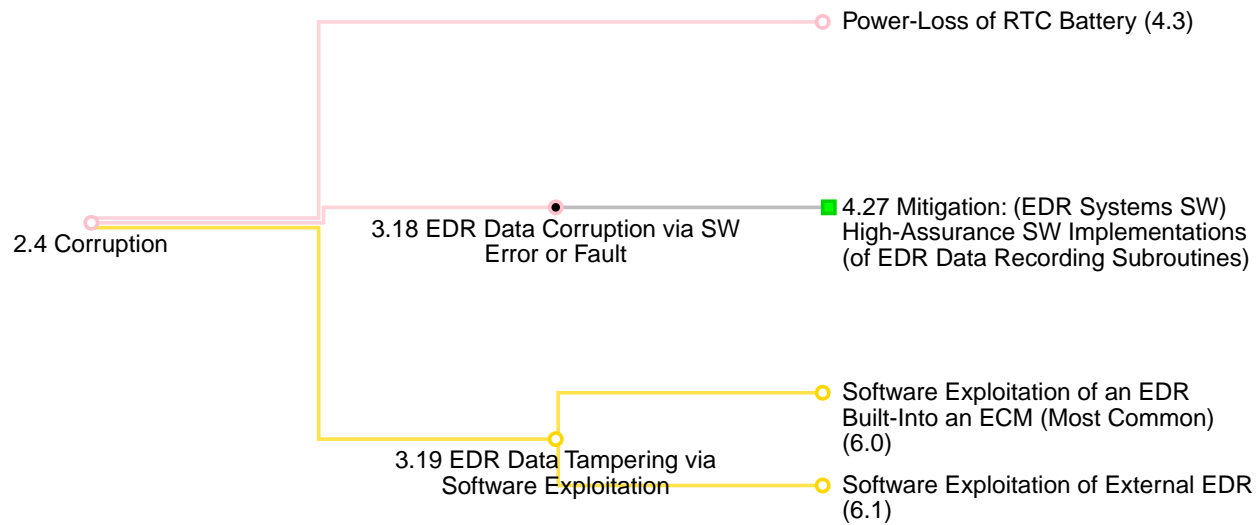 Power-Loss of RTC Battery (4.3)
2.4 Corruption
3.18 EDR Data Corruption via SW
Error or Fault
4.27 Mitigation: (EDR Systems SW)
High-Assurance SW Implementations
(of EDR Data Recording Subroutines)
3.19 EDR Data Tampering via
Software Exploitation
Software Exploitation of an EDR
Built-Into an ECM (Most Common)
(6.0)
Software Exploitation of External EDR
(6.1)